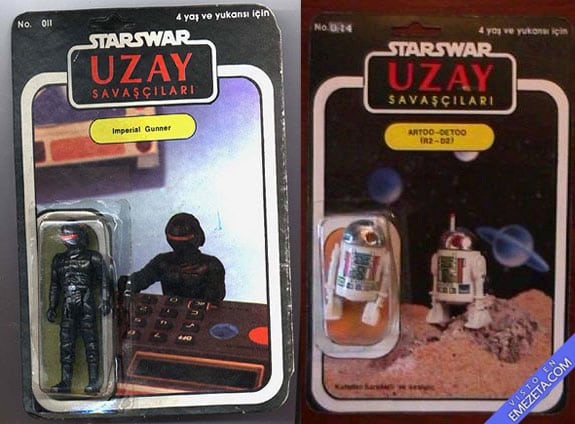 No. 011
4 yaş ve yukarısı için
STARSWAR
UZAY
SAVAŞÇILARI
Imperial Gunner
OFF
No. 014
4 yaş ve yukarısı için
STARSWAR
UZAY
SAVAŞÇILARI
ARTOO-DETOO
(R2-D2)
VISTO EN
EMEZETA.COM